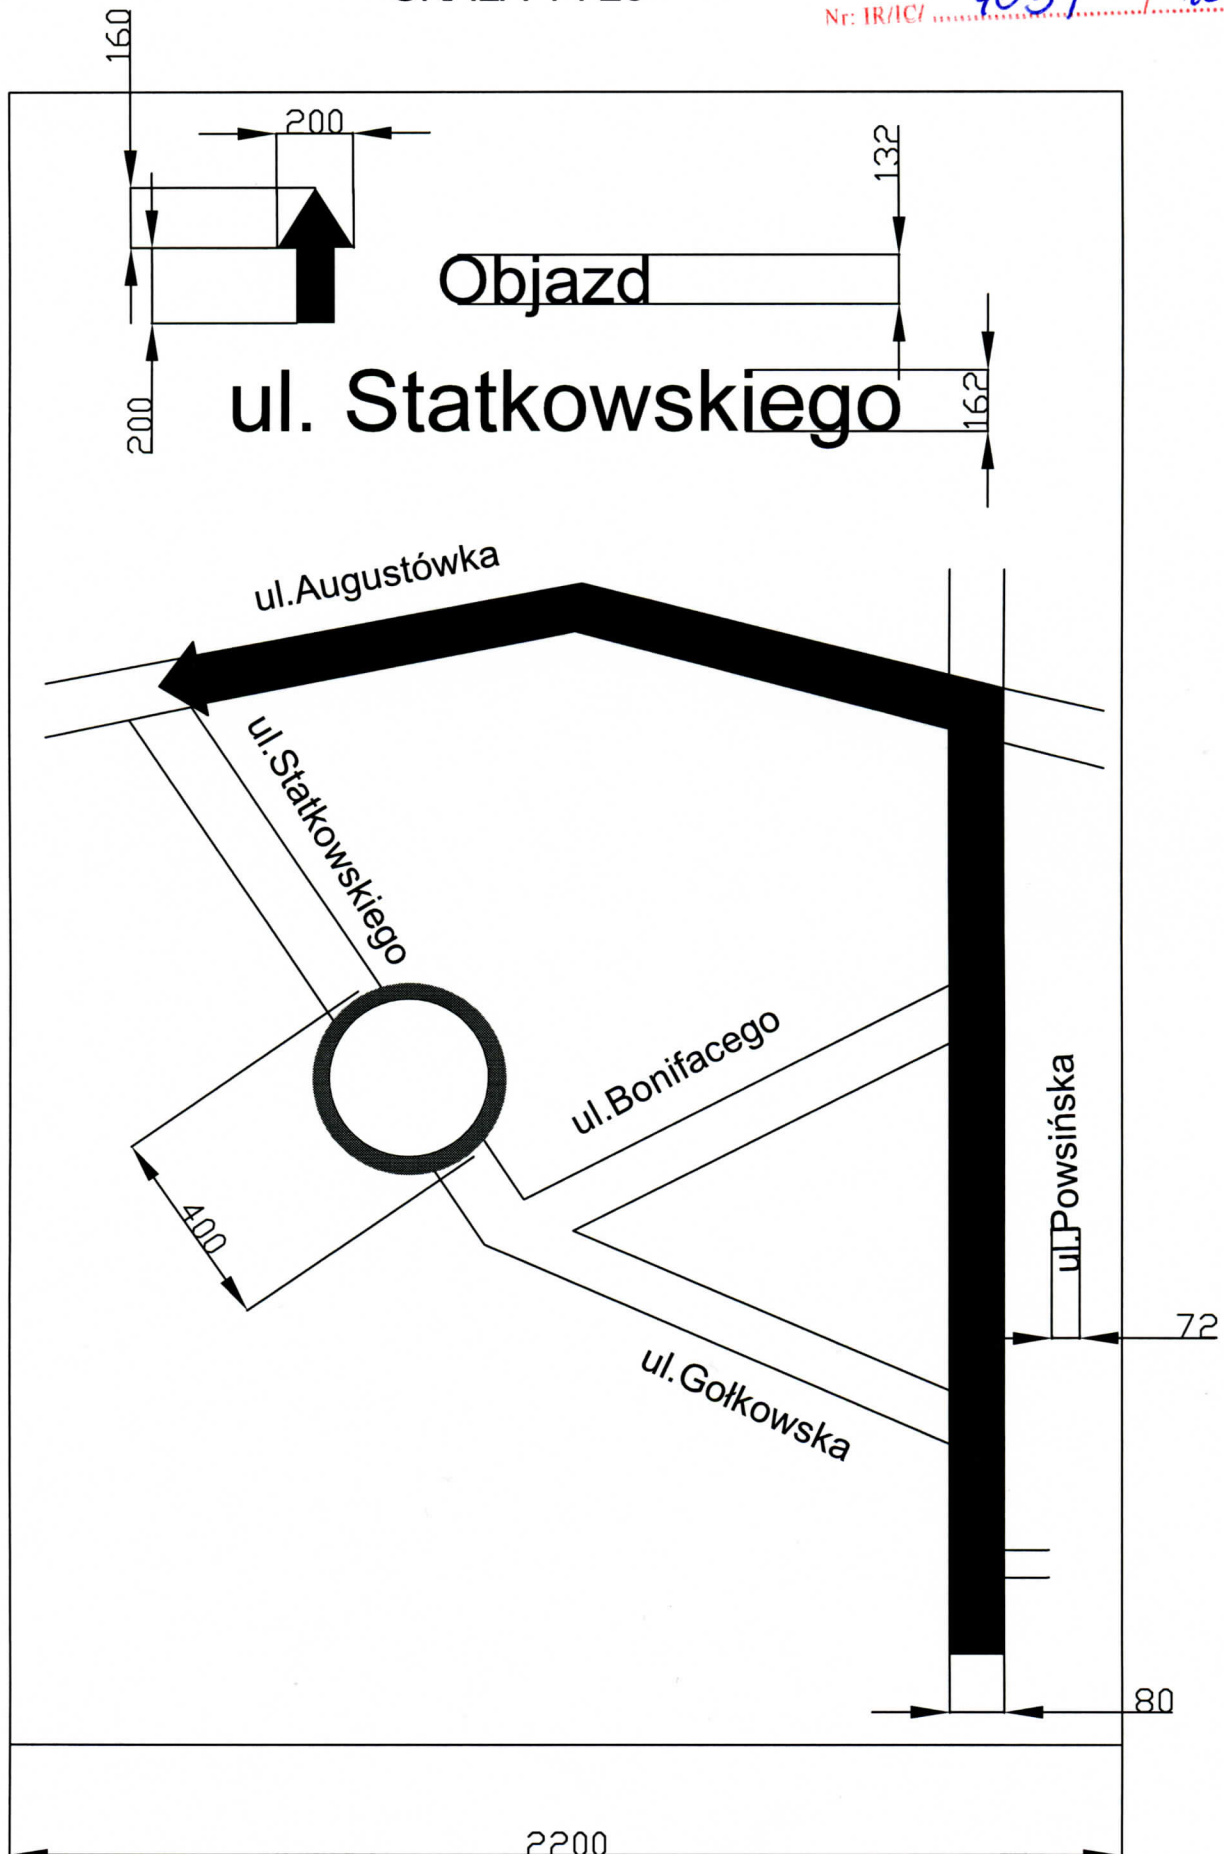 Nr: IR/IC/
160
200
132
Objazd
200
ul. Statkowskiego
162
ul.Augustówka
ul.Statkowskiego
ul.Bonifacego
ul.Powsińska
400
72
ul.Gołkowska
80
2200